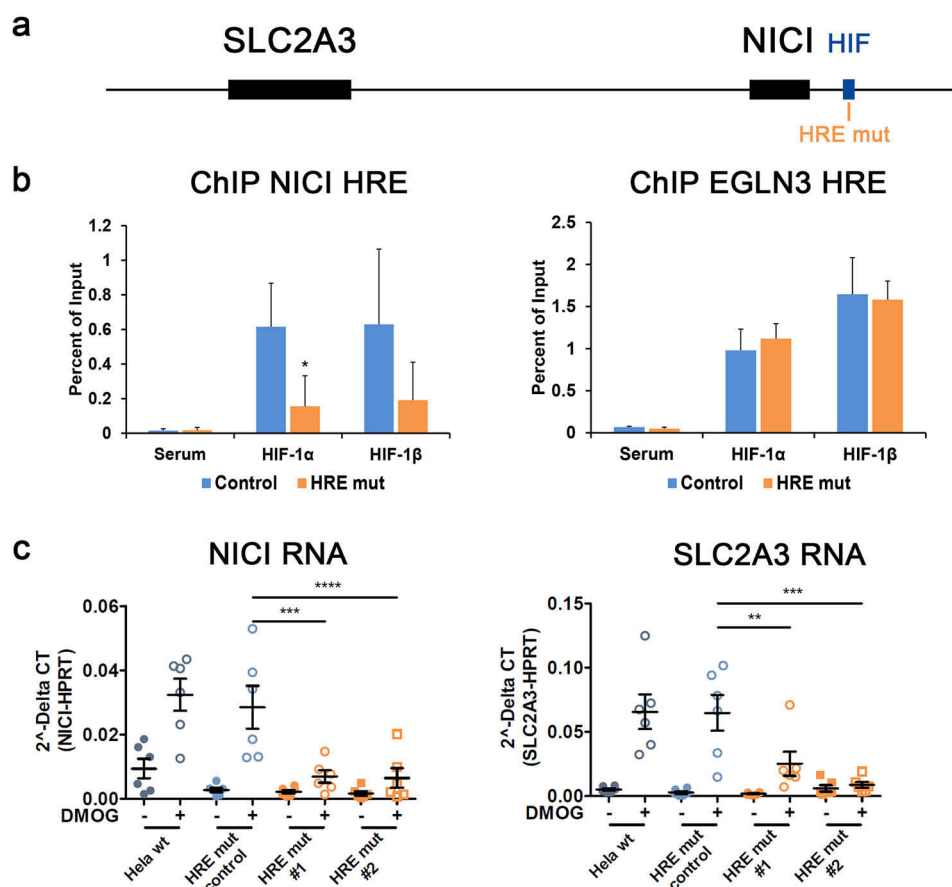 a
SLC2A3
NICI HIF
HRE mut
b
ChIP NICI HRE
Percent of Input
1.2
1
0.8
0.6
0.4
0.2
0
*
Serum HIF-1α HIF-1β
Control HRE mut
ChIP EGLN3 HRE
Percent of Input
2.5
2
1.5
1
0.5
0
Serum HIF-1α HIF-1β
Control HRE mut
c
NICI RNA
2^-Delta CT
(NICI-HPRT)
0.06
0.04
0.02
0.00
****
***
DMOG - + - + - + - +
Hela wt
HRE mut
control
HRE mut
#1
HRE mut
#2
SLC2A3 RNA
2^-Delta CT
(SLC2A3-HPRT)
0.15
0.10
0.05
0.00
***
**
DMOG - + - + - + - +
Hela wt
HRE mut
control
HRE mut
#1
HRE mut
#2